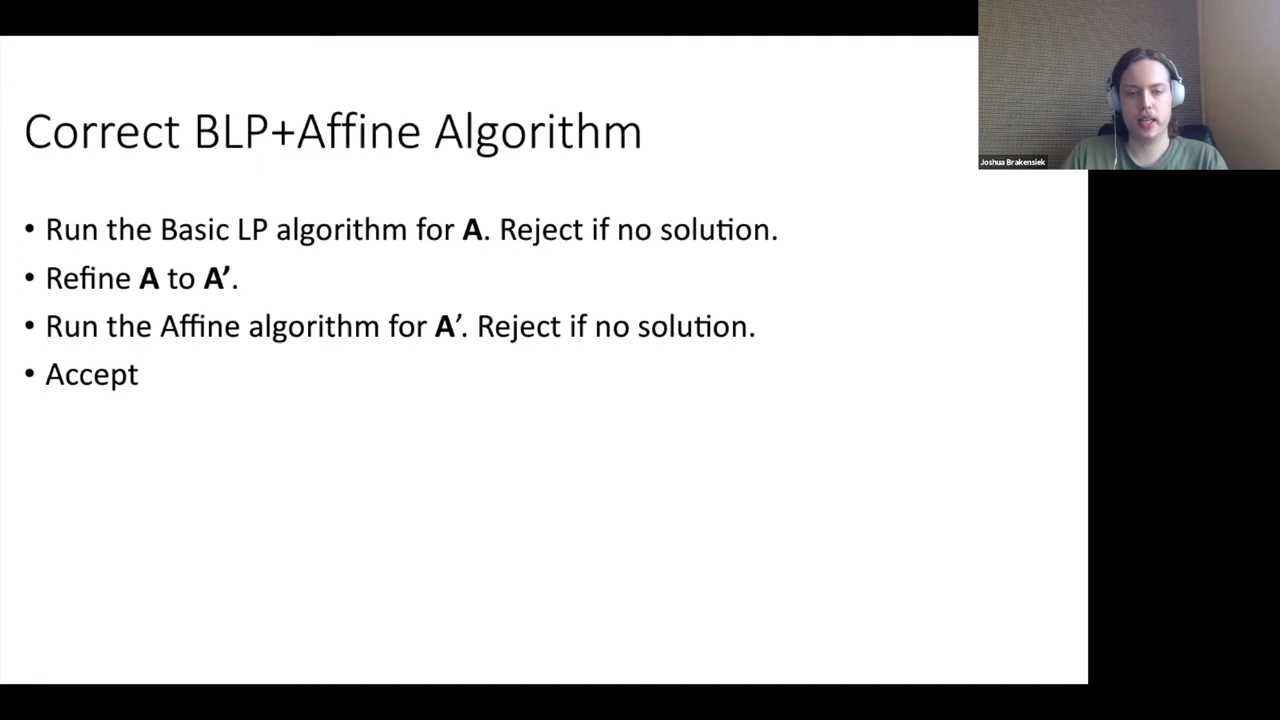 Correct BLP+Affine Algorithm
• Run the Basic LP algorithm for A. Reject if no solution.
• Refine A to A’.
• Run the Affine algorithm for A’. Reject if no solution.
• Accept
Joshua Brakensiek